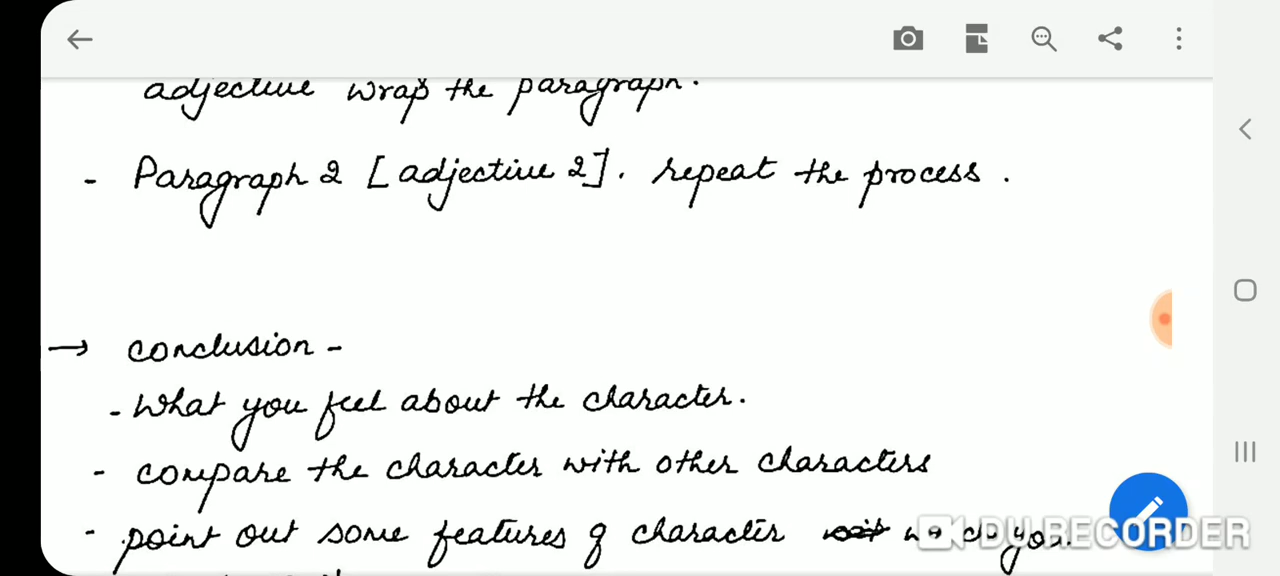 adjective wrap the paragraph.
- Paragraph 2 [adjective 2]. repeat the process.
→ conclusion -
- What you feel about the character.
- compare the character with other characters
- point out some features of character you
DU RECORDER